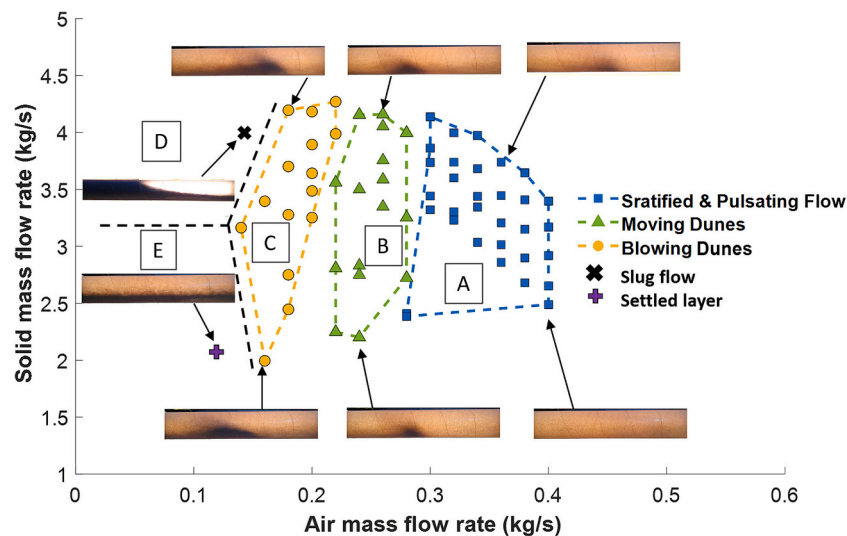 5
4.5
4
3.5
3
2.5
2
1.5
1
Solid mass flow rate (kg/s)
D
E
C
B
A
Sratified & Pulsating Flow
Moving Dunes
Blowing Dunes
Slug flow
Settled layer
0 0.1 0.2 0.3 0.4 0.5 0.6
Air mass flow rate (kg/s)